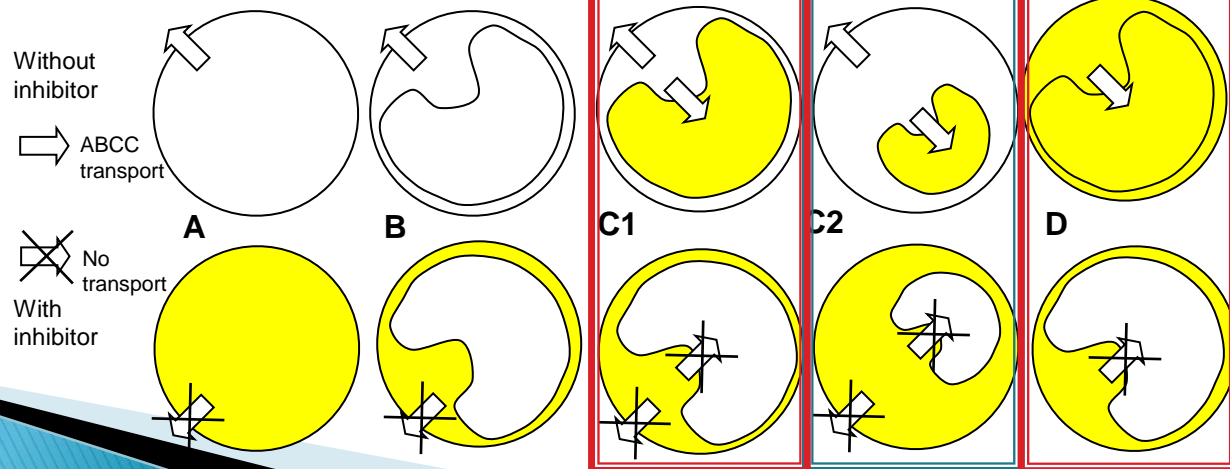 Without
inhibitor
ABCC
transport
A
B
C1
C2
D
No
transport
With
inhibitor